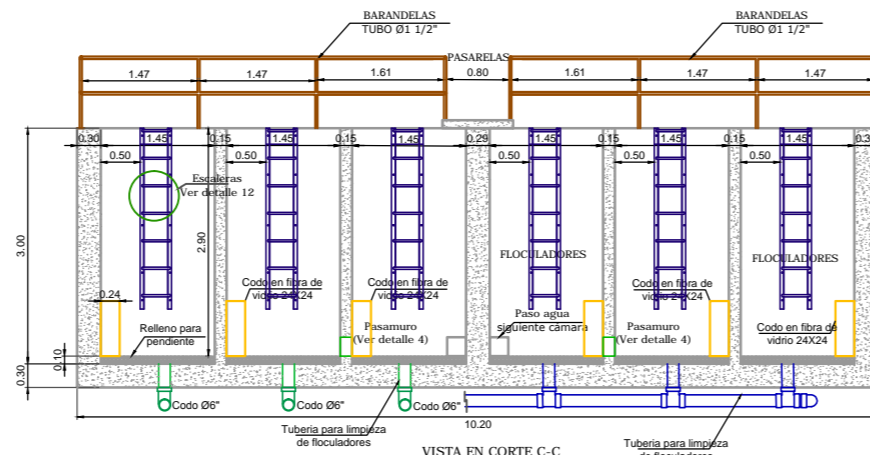 BARANDELAS
TUBO Ø1 1/2"
BARANDELAS
TUBO Ø1 1/2"
PASARELAS
1.47
1.47
1.61
0.80
1.61
1.47
1.47
0.30
1.45
0.15
1.45
0.15
1.45
0.29
1.45
0.15
1.45
0.15
1.45
0.50
0.50
0.50
0.50
0.50
Escaleras
Ver detalle 12
3.00
2.90
FLOCULADORES
FLOCULADORES
0.24
Codo en fibra de
vidrio 24X24
Codo en fibra de
vidrio 24X24
Codo en fibra de
vidrio 24X24
Relleno para
pendiente
Pasamuro
(Ver detalle 4)
Paso agua
siguiente cámara
Pasamuro
(Ver detalle 4)
Codo en fibra de
vidrio 24X24
0.10
0.30
Codo Ø6"
Codo Ø6"
Codo Ø6"
10.20
Tuberia para limpieza
de floculadores
Tuberia para limpieza
de floculadores
VISTA EN CORTE C-C